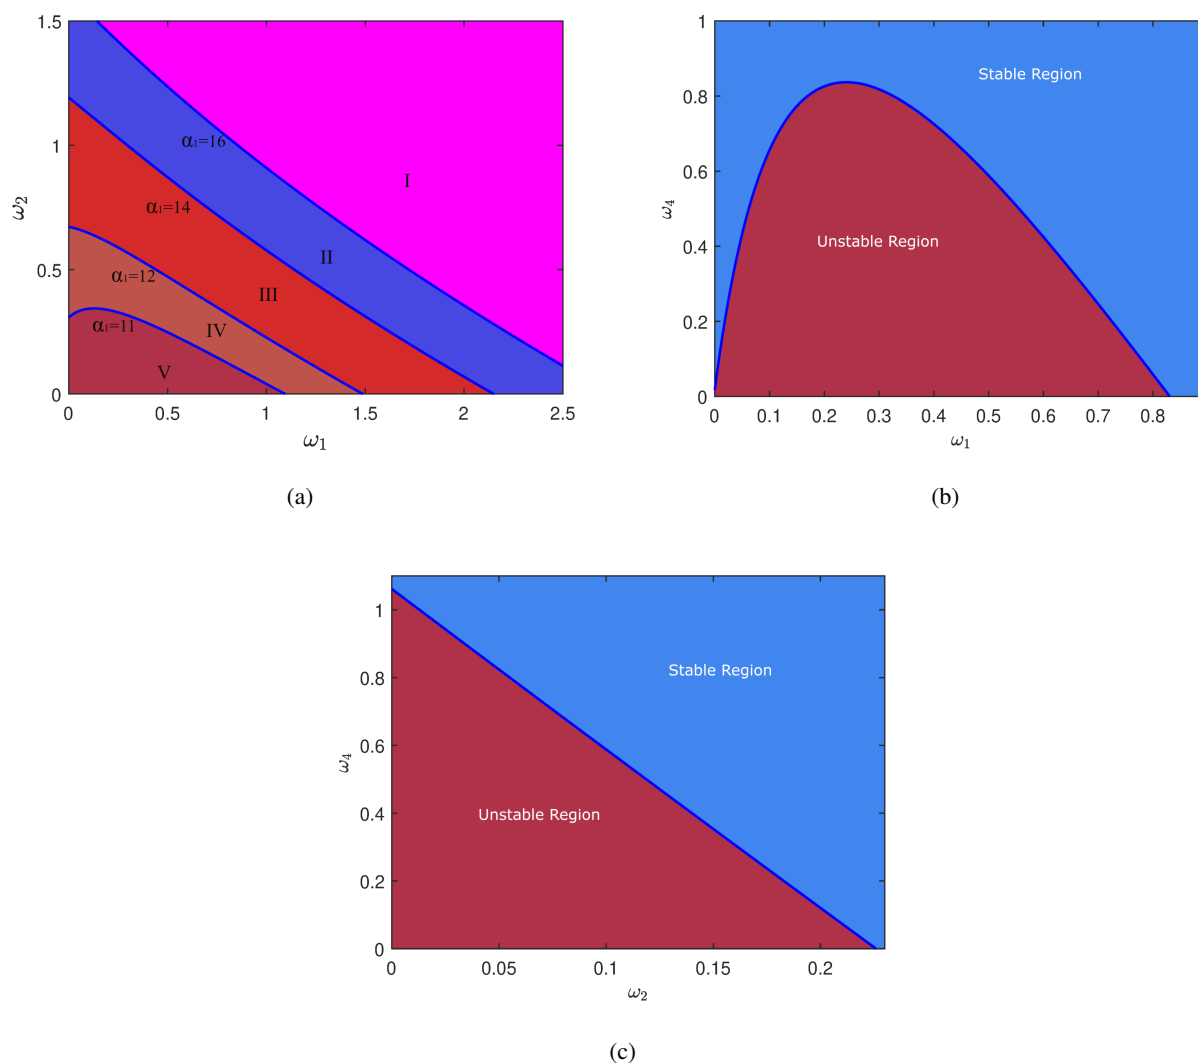 1.5
1
0.5
0
ω₂
α₁=16
α₁=14
α₁=12
α₁=11
I
II
III
IV
V
0 0.5 1 1.5 2 2.5
ω₁
(a)
1
0.8
0.6
0.4
0.2
0
ω₄
Stable Region
Unstable Region
0 0.1 0.2 0.3 0.4 0.5 0.6 0.7 0.8
ω₁
(b)
1
0.8
0.6
0.4
0.2
0
ω₄
Stable Region
Unstable Region
0 0.05 0.1 0.15 0.2
ω₂
(c)